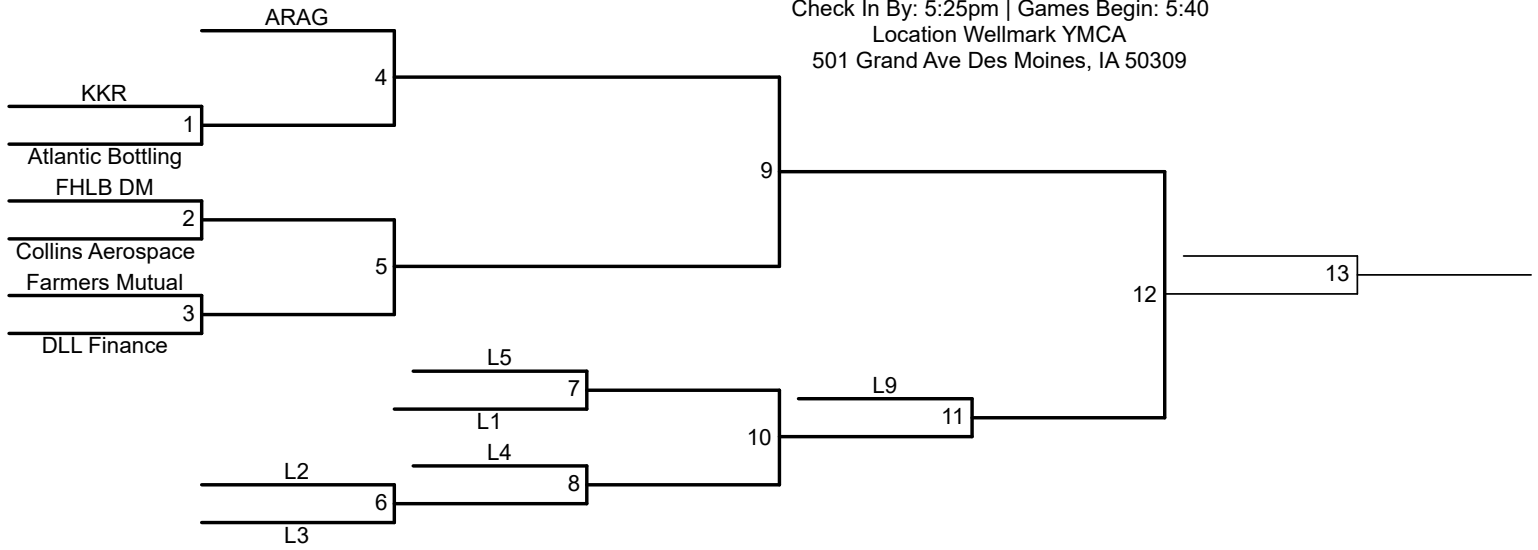 Check In By: 5:25pm | Games Begin: 5:40
Location Wellmark YMCA
501 Grand Ave Des Moines, IA 50309
ARAG
4
KKR
1
Atlantic Bottling
FHLB DM
2
Collins Aerospace
5
Farmers Mutual
3
DLL Finance
9
12
13
L5
7
L1
L9
11
10
L4
8
L2
6
L3